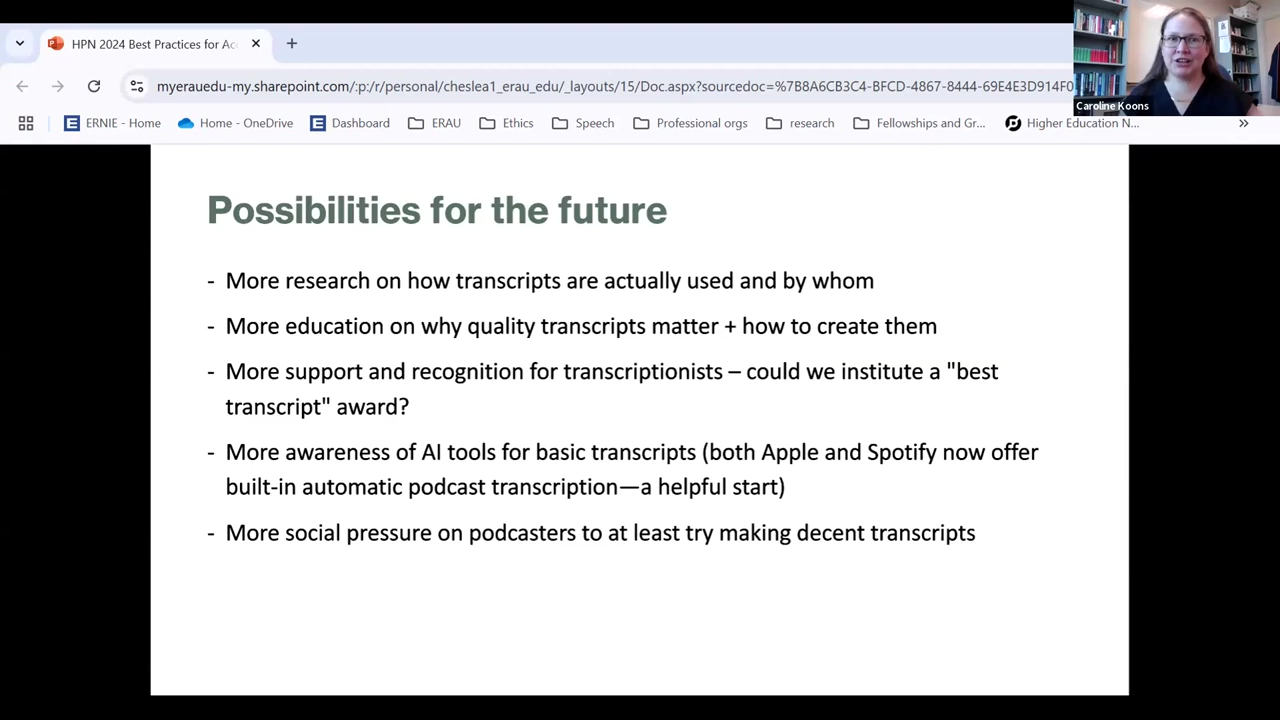 HPN 2024 Best Practices for Ac
myerauedu-my.sharepoint.com/:p:/r/personal/cheslea1_erau_edu/_layouts/15/Doc.aspx?sourcedoc=%7B8A6CB3C4-BFCD-4867-8444-69E4E3D914F0
Caroline Koons
ERNIE - Home
Home - OneDrive
Dashboard
ERAU
Ethics
Speech
Professional orgs
research
Fellowships and Gr...
Higher Education N...
Possibilities for the future
- More research on how transcripts are actually used and by whom
- More education on why quality transcripts matter + how to create them
- More support and recognition for transcriptionists – could we institute a "best
transcript" award?
- More awareness of AI tools for basic transcripts (both Apple and Spotify now offer
built-in automatic podcast transcription—a helpful start)
- More social pressure on podcasters to at least try making decent transcripts